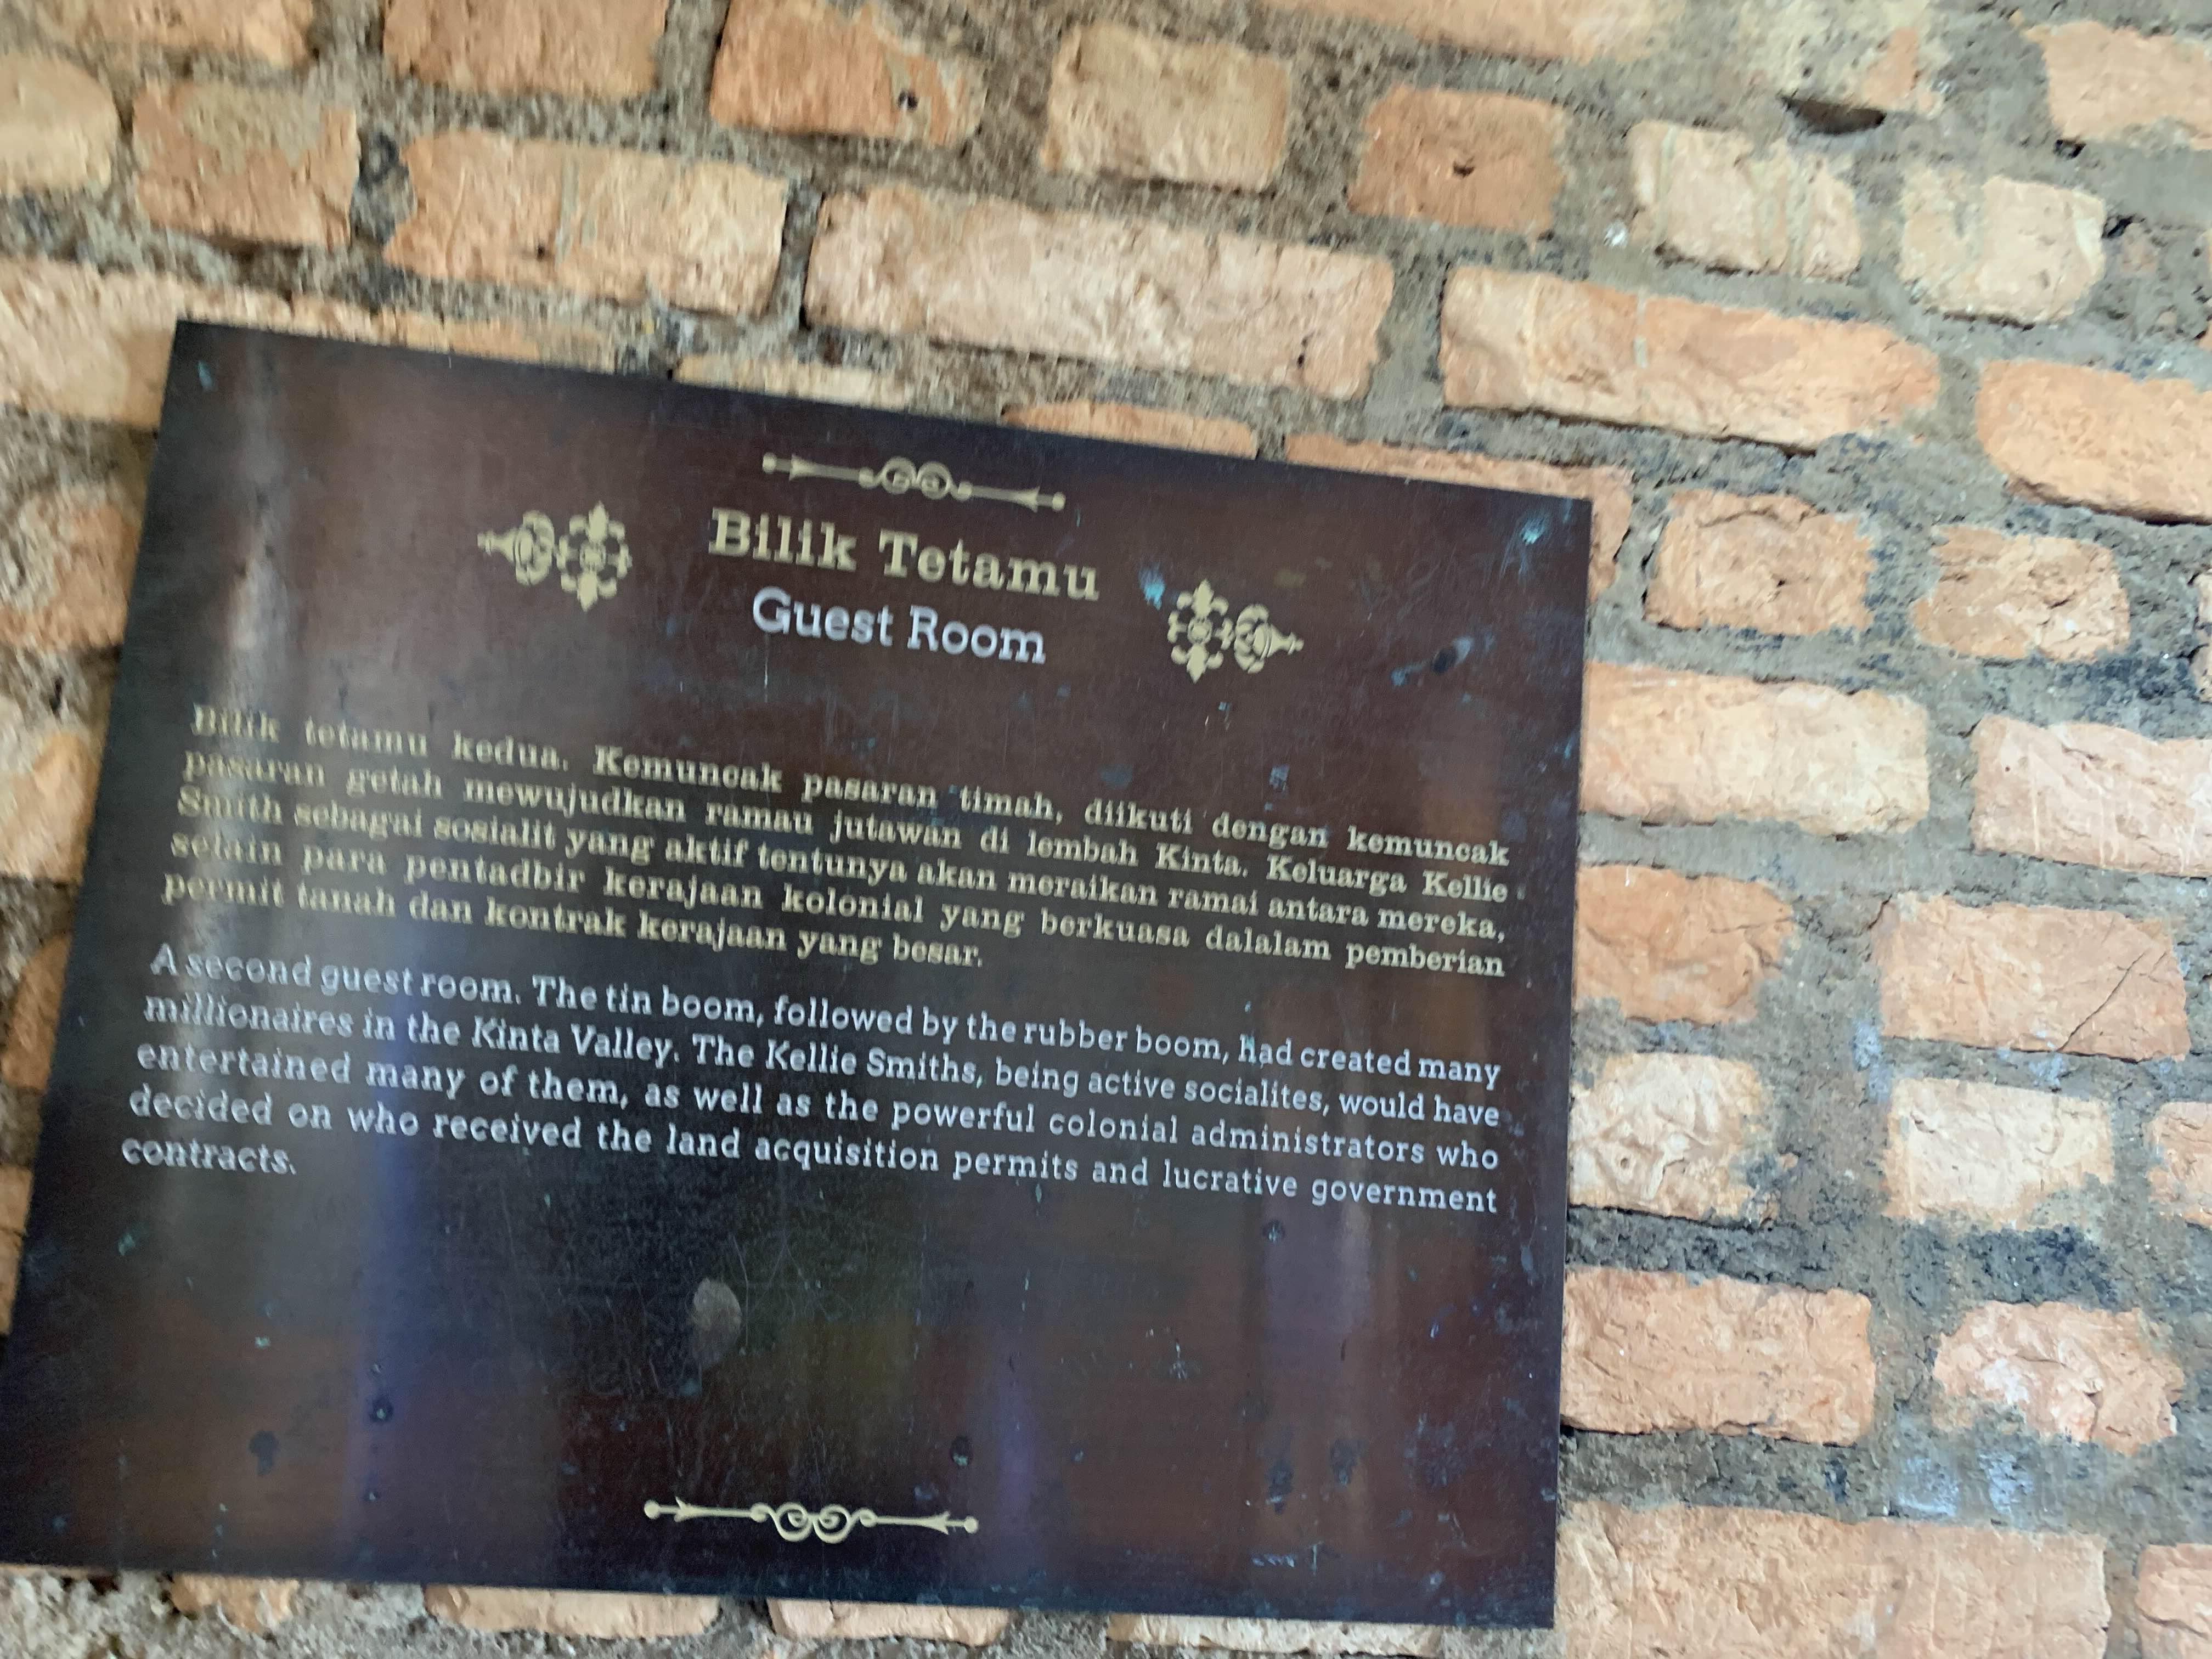 Bilik Tetamu
Guest Room
Bilik tetamu kedua. Kemuncak pasaran timah, diikuti dengan kemuncak
pasaran getah mewujudkan ramau jutawan di lembah Kinta. Keluarga Kellie
Smith sebagai sosialit yang aktif tentunya akan meraikan ramai antara mereka,
selain para pentadbir kerajaan kolonial yang berkuasa dalalam pemberian
permit tanah dan kontrak kerajaan yang besar.
A second guest room. The tin boom, followed by the rubber boom, had created many
millionaires in the Kinta Valley. The Kellie Smiths, being active socialites, would have
entertained many of them, as well as the powerful colonial administrators who
decided on who received the land acquisition permits and lucrative government
contracts.